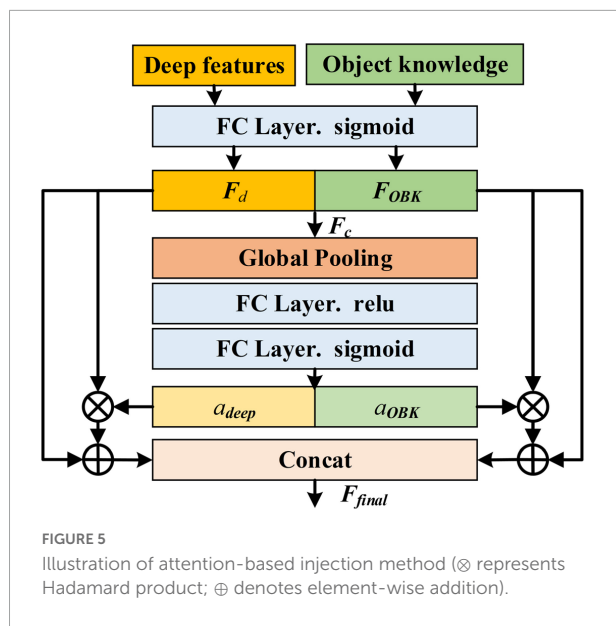 Deep features Object knowledge
FC Layer. sigmoid
F_d F_OBK
F_c
Global Pooling
FC Layer. relu
FC Layer. sigmoid
a_deep a_OBK
Concat
F_final
FIGURE 5
Illustration of attention-based injection method (⊗ represents
Hadamard product; ⊕ denotes element-wise addition).